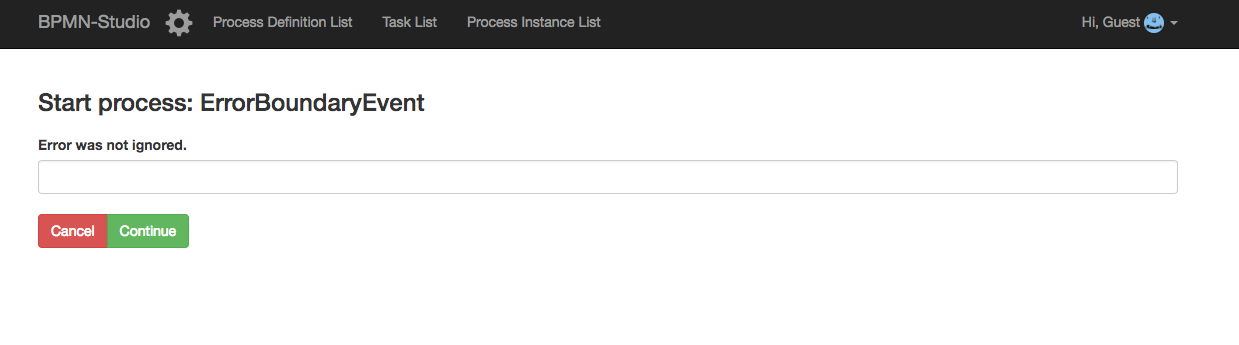 BPMN-Studio Process Definition List Task List Process Instance List Hi, Guest
Start process: ErrorBoundaryEvent
Error was not ignored.
Cancel Continue